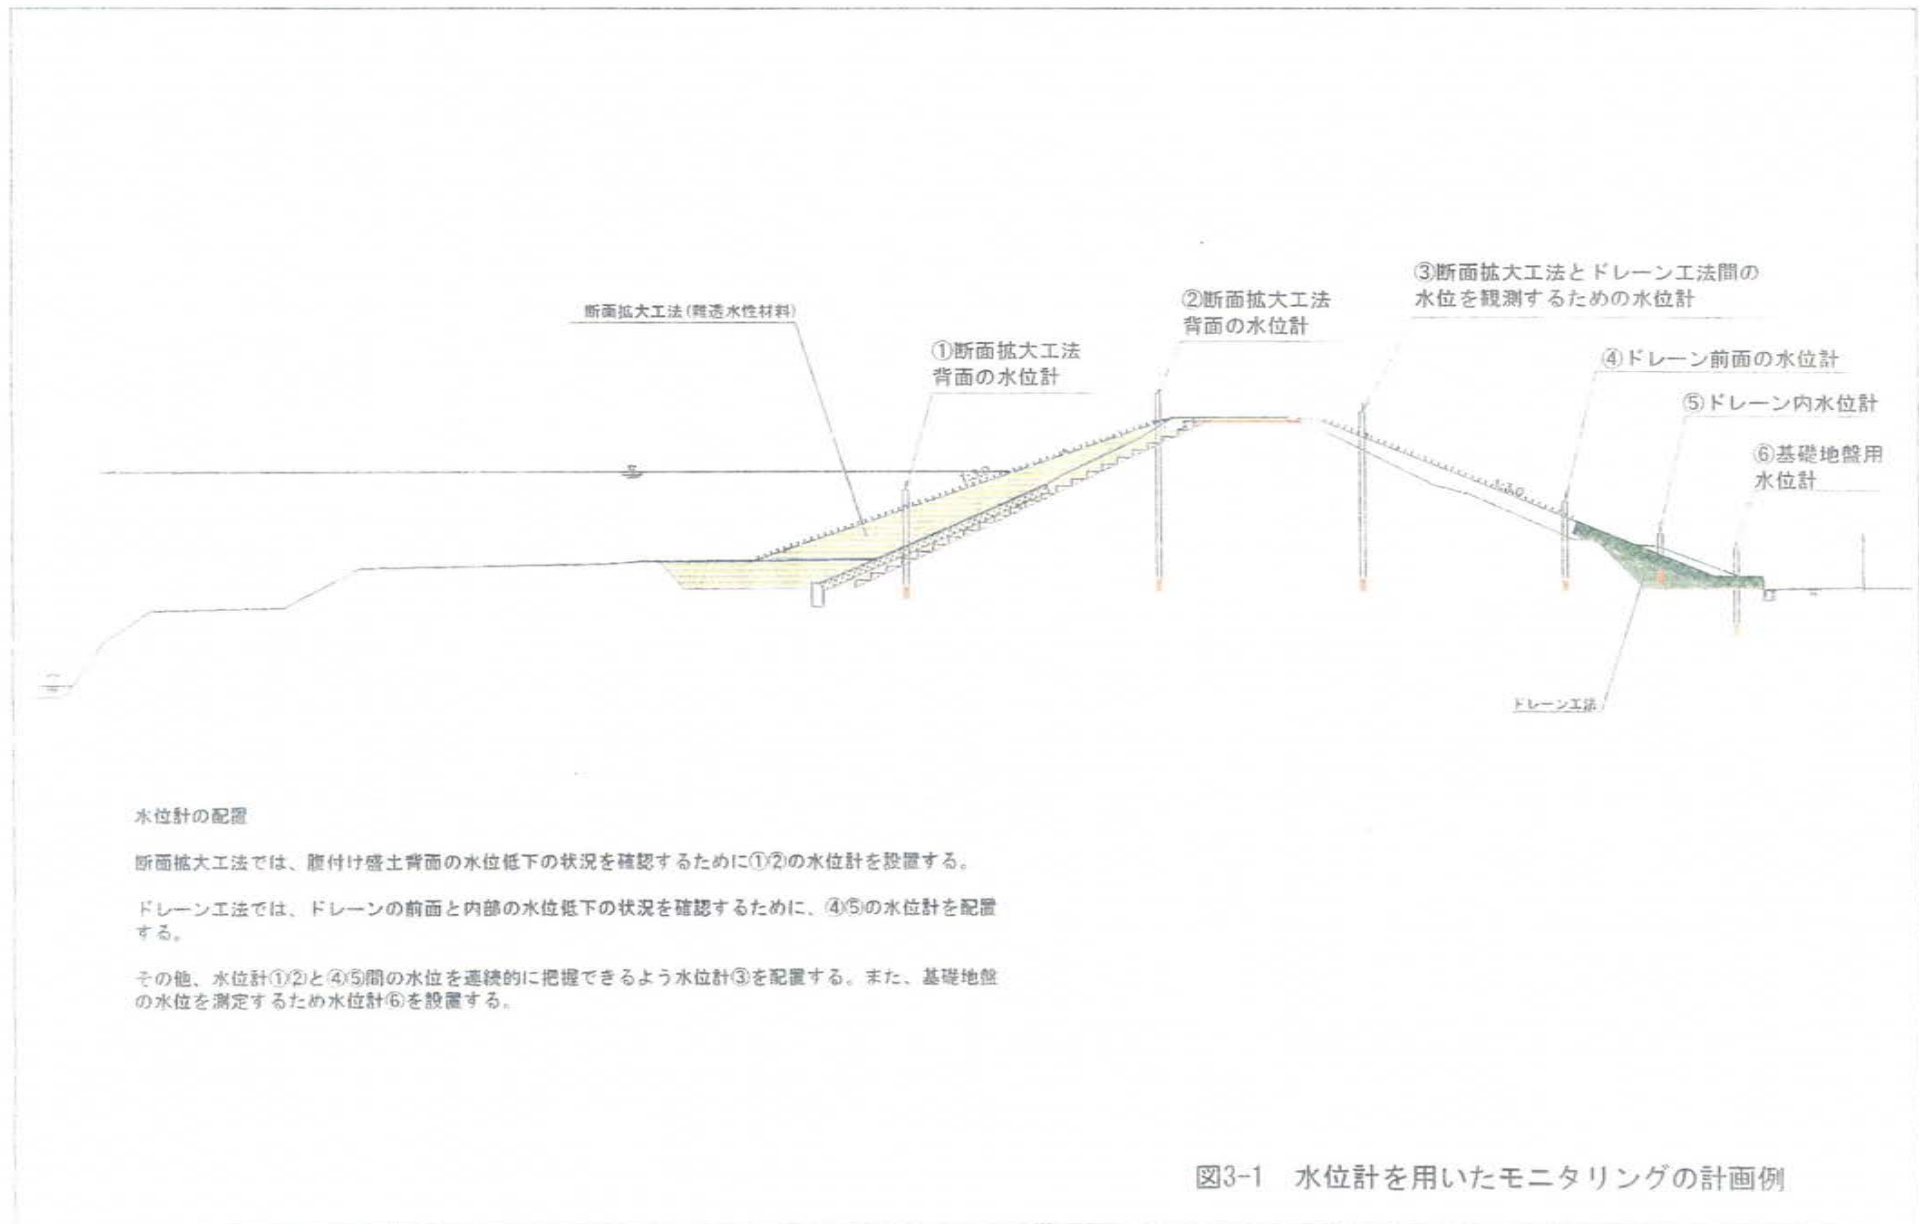 ③断面拡大工法とドレーン工法間の
水位を観測するための水位計
②断面拡大工法
背面の水位計
断面拡大工法(難透水性材料)
①断面拡大工法
背面の水位計
④ドレーン前面の水位計
⑤ドレーン内水位計
⑥基礎地盤用
水位計
1:3.0
1:3.0
ドレーン工法
水位計の配置
断面拡大工法では、腹付け盛土背面の水位低下の状況を確認するために①②の水位計を設置する。
ドレーン工法では、ドレーンの前面と内部の水位低下の状況を確認するために、④⑤の水位計を配置
する。
その他、水位計①②と④⑤間の水位を連続的に把握できるよう水位計③を配置する。また、基礎地盤
の水位を測定するため水位計⑥を設置する。
図3-1 水位計を用いたモニタリングの計画例